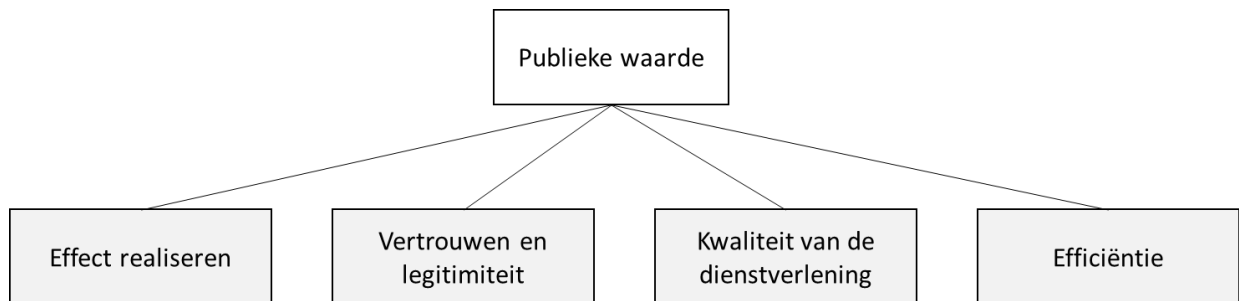 Publieke waarde
Effect realiseren
Vertrouwen en
legitimiteit
Kwaliteit van de
dienstverlening
Efficiëntie